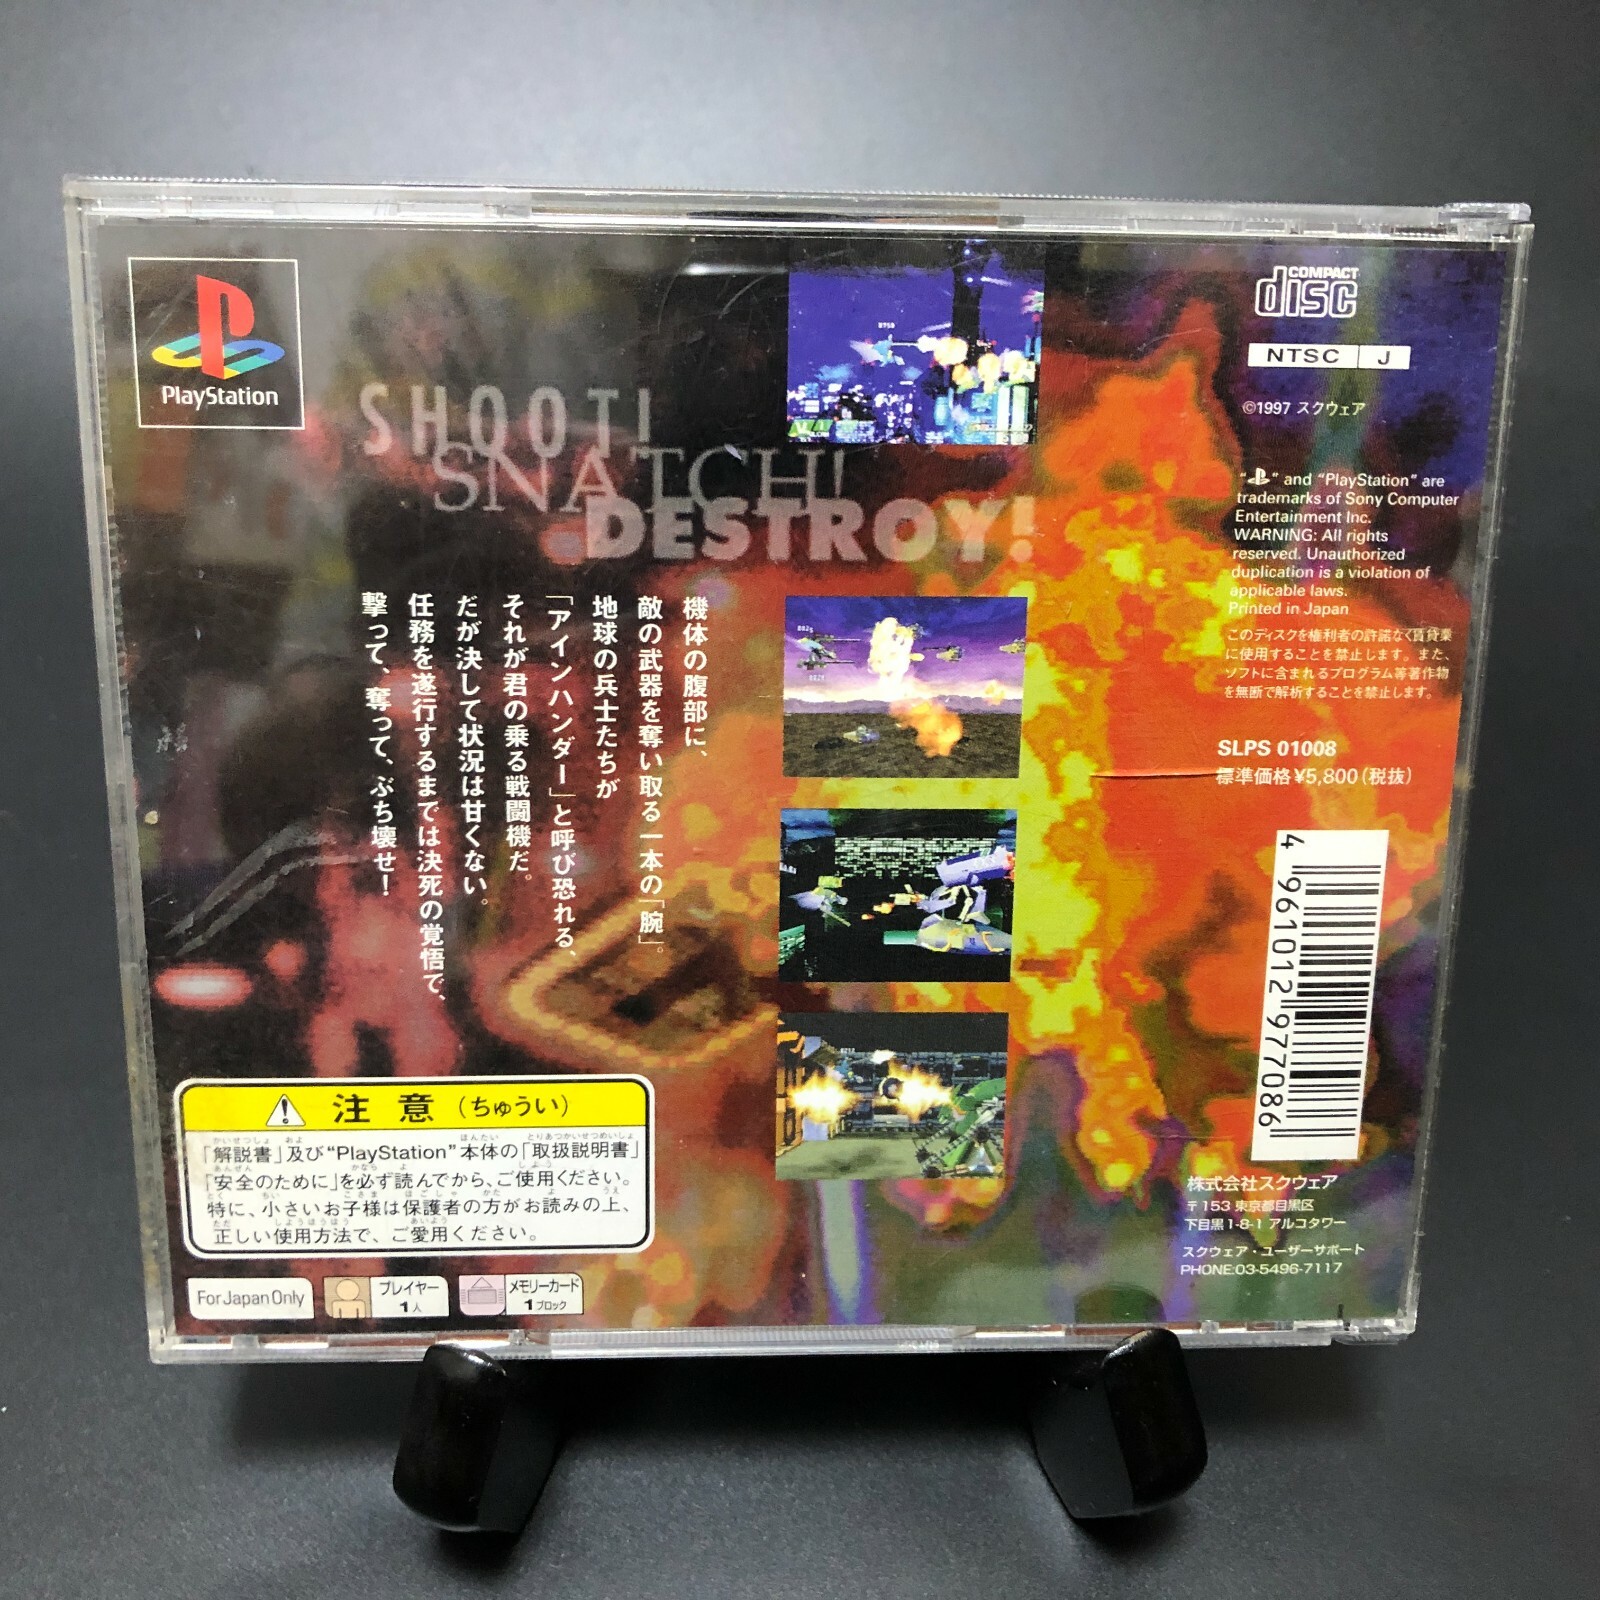 PlayStation
SHOOT!
SNATCH!
DESTROY!
機体の腹部に、
敵の武器を奪い取る一本の「腕」。
地球の兵士たちが
「アインハンダー」と呼び恐れる、
それが君の乗る戦闘機だ。
だが決して状況は甘くない。
任務を遂行するまでは決死の覚悟で、
撃って、奪って、ぶち壊せ！
注意（ちゅうい）
「解説書」及び“PlayStation”本体の「取扱説明書」
「安全のために」を必ず読んでから、ご使用ください。
特に、小さいお子様は保護者の方がお読みの上、
正しい使用方法で、ご愛用ください。
For Japan Only
プレイヤー
1人
メモリーカード
1ブロック
COMPACT
disc
NTSC J
©1997 スクウェア
“ ” and “PlayStation” are
trademarks of Sony Computer
Entertainment Inc.
WARNING: All rights
reserved. Unauthorized
duplication is a violation of
applicable laws.
Printed in Japan
このディスクを権利者の許諾なく賃貸業
に使用することを禁止します。また、
ソフトに含まれるプログラム等著作物
を無断で解析することを禁止します。
SLPS 01008
標準価格¥5,800(税抜)
4 961012 977086
株式会社スクウェア
〒153 東京都目黒区
下目黒1-8-1 アルコタワー
スクウェア・ユーザーサポート
PHONE:03-5496-7117